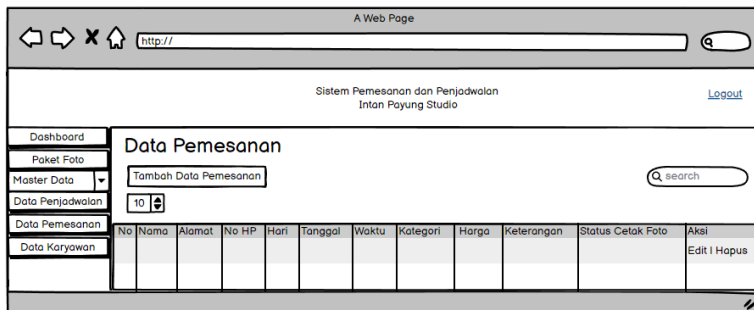 A Web Page
http://
Sistem Pemesanan dan Penjadwalan
Intan Payung Studio
Logout
Dashboard
Paket Foto
Master Data
Data Penjadwalan
Data Pemesanan
Data Karyawan
Data Pemesanan
Tambah Data Pemesanan
search
10
No Nama Alamat No HP Hari Tanggal Waktu Kategori Harga Keterangan Status Cetak Foto Aksi
Edit I Hapus